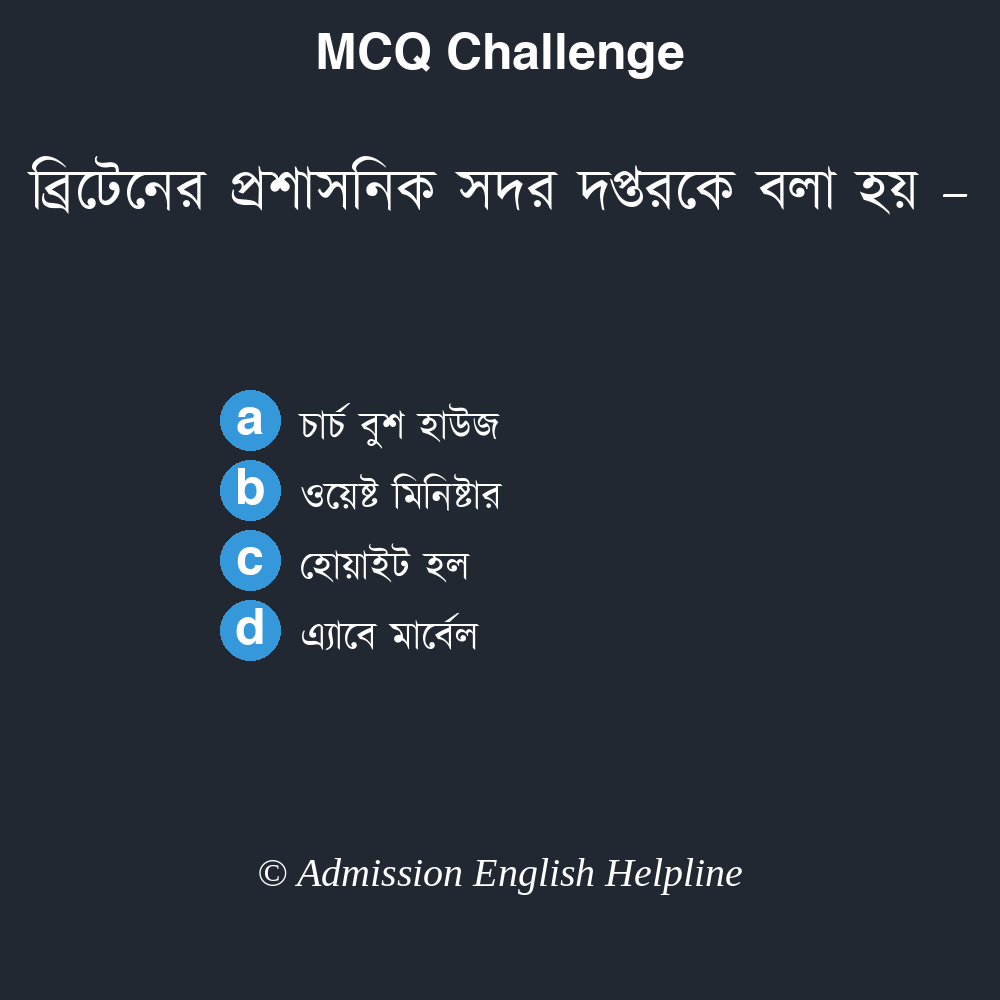 MCQ Challenge
ব্রিটেনের প্রশাসনিক সদর দপ্তরকে বলা হয় –
a চার্চ বুশ হাউজ
b ওয়েষ্ট মিনিষ্টার
c হোয়াইট হল
d এ্যাবে মার্বেল
© Admission English Helpline